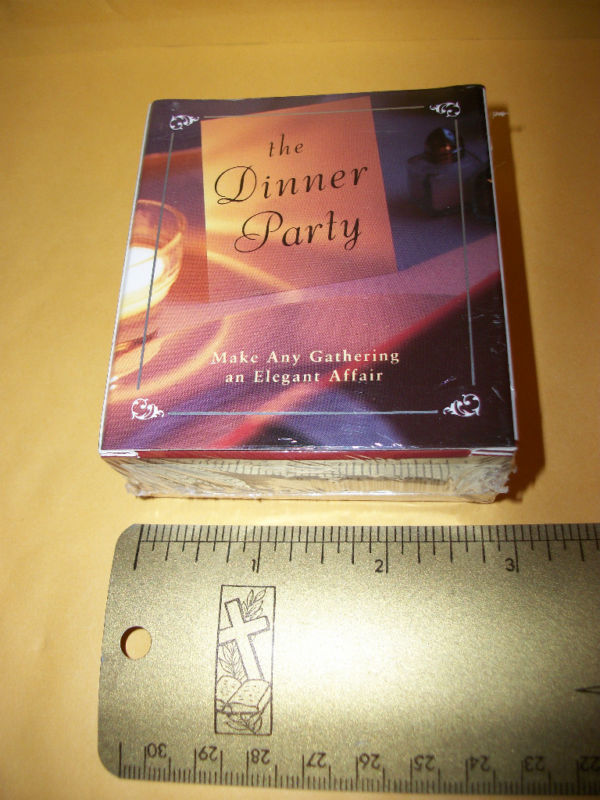 the
Dinner
Party
Make Any Gathering
an Elegant Affair
1 2 3
30 29 28 27 26 25 24 23 22